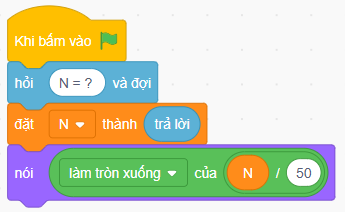 Khi bấm vào
hỏi N = ? và đợi
đặt N thành trả lời
nói làm tròn xuống của N / 50